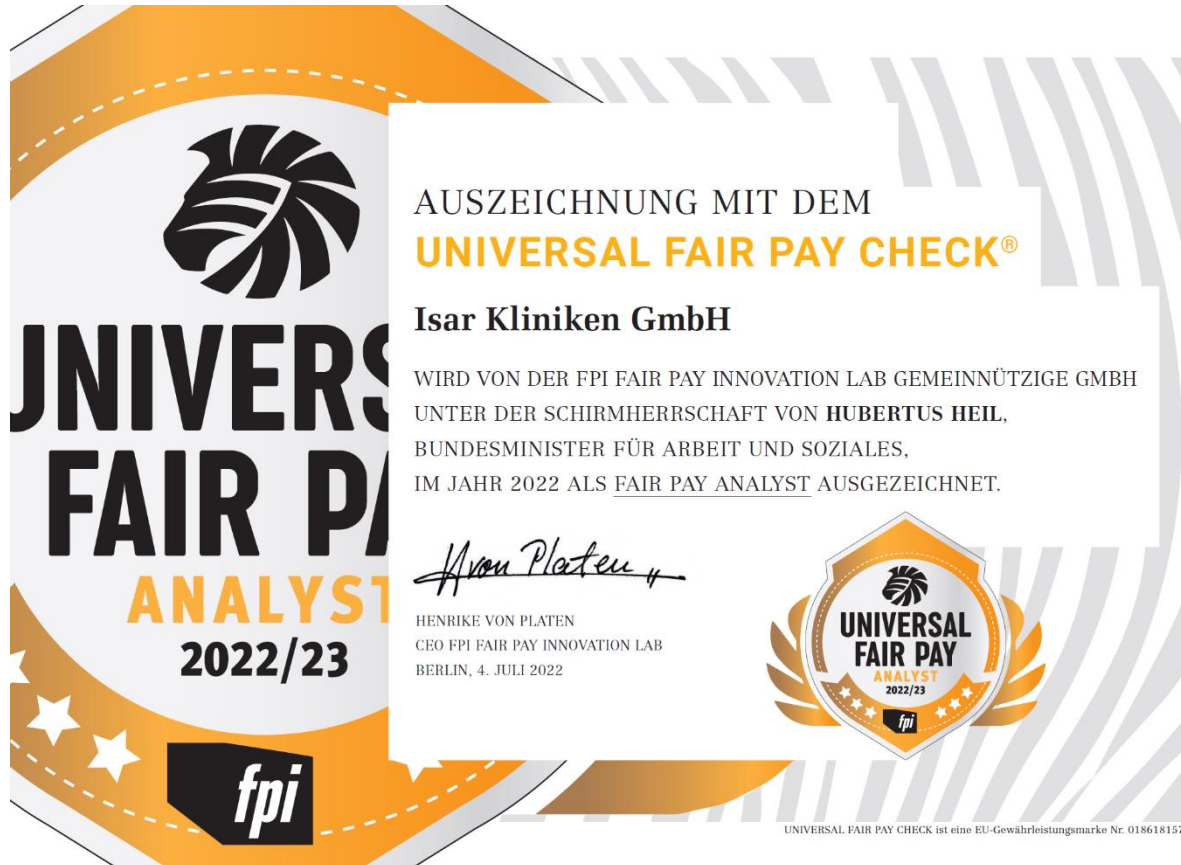 UNIVERS
FAIR PA
ANALYST
2022/23
fpi
AUSZEICHNUNG MIT DEM
UNIVERSAL FAIR PAY CHECK®
Isar Kliniken GmbH
WIRD VON DER FPI FAIR PAY INNOVATION LAB GEMEINNÜTZIGE GMBH
UNTER DER SCHIRMHERRSCHAFT VON HUBERTUS HEIL,
BUNDESMINISTER FÜR ARBEIT UND SOZIALES,
IM JAHR 2022 ALS FAIR PAY ANALYST AUSGEZEICHNET.
HvonPlaten
HENRIKE VON PLATEN
CEO FPI FAIR PAY INNOVATION LAB
BERLIN, 4. JULI 2022
UNIVERSAL
FAIR PAY
ANALYST
2022/23
fpi
UNIVERSAL FAIR PAY CHECK ist eine EU-Gewährleistungsmarke Nr. 018618157